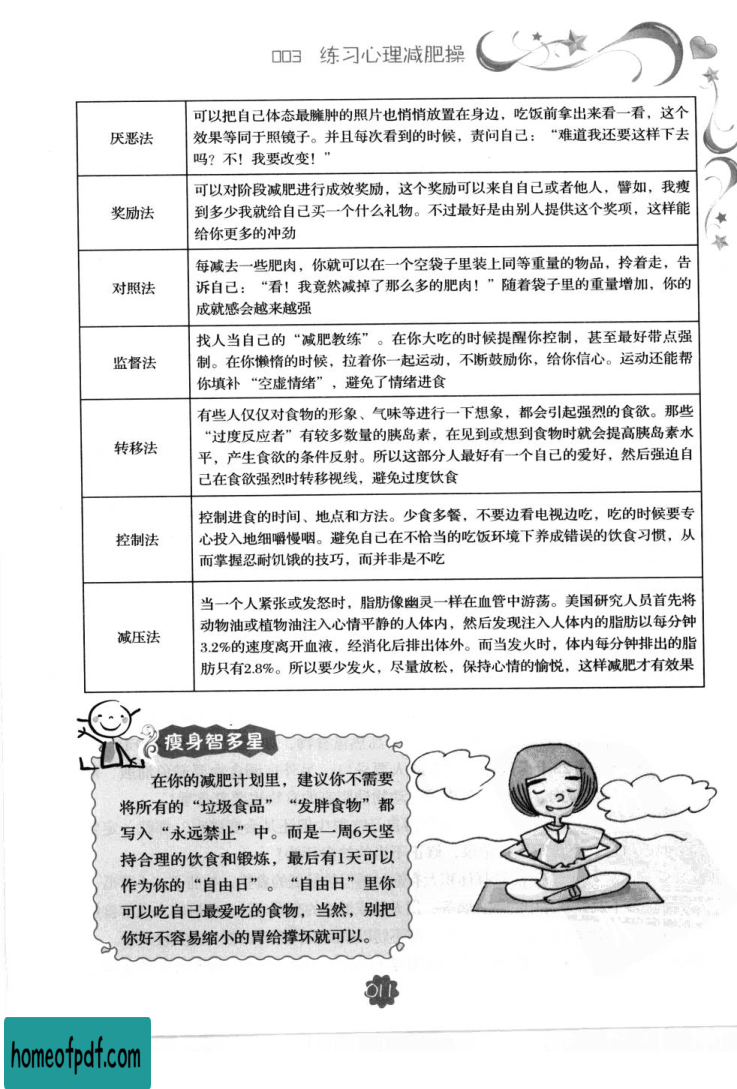 003 练习心理减肥操
厌恶法
可以把自己体态最臃肿的照片也悄悄放置在身边，吃饭前拿出来看一看，这个
效果等同于照镜子。并且每次看到的时候，责问自己：“难道我还要这样下去
吗？不！我要改变！”
奖励法
可以对阶段减肥进行成效奖励，这个奖励可以来自自己或者他人，譬如，我瘦
到多少我就给自己买一个什么礼物。不过最好是由别人提供这个奖项，这样能
给你更多的冲劲
对照法
每减去一些肥肉，你就可以在一个空袋子里装上同等重量的物品，拎着走，告
诉自己：“看！我竟然减掉了那么多的肥肉！”随着袋子里的重量增加，你的
成就感会越来越强
监督法
找人当自己的“减肥教练”。在你大吃的时候提醒你控制，甚至最好带点强
制。在你懒惰的时候，拉着你一起运动，不断鼓励你，给你信心。运动还能帮
你填补 “空虚情绪”，避免了情绪进食
转移法
有些人仅仅对食物的形象、气味等进行一下想象，都会引起强烈的食欲。那些
“过度反应者”有较多数量的胰岛素，在见到或想到食物时就会提高胰岛素水
平，产生食欲的条件反射。所以这部分人最好有一个自己的爱好，然后强迫自
己在食欲强烈时转移视线，避免过度饮食
控制法
控制进食的时间、地点和方法。少食多餐，不要边看电视边吃，吃的时候要专
心投入地细嚼慢咽。避免自己在不恰当的吃饭环境下养成错误的饮食习惯，从
而掌握忍耐饥饿的技巧，而并非是不吃
减压法
当一个人紧张或发怒时，脂肪像幽灵一样在血管中游荡。美国研究人员首先将
动物油或植物油注入心情平静的人体内，然后发现注入人体内的脂肪以每分钟
3.2%的速度离开血液，经消化后排出体外。而当发火时，体内每分钟排出的脂
肪只有2.8%。所以要少发火，尽量放松，保持心情的愉悦，这样减肥才有效果
瘦身智多星
在你的减肥计划里，建议你不需要
将所有的“垃圾食品”“发胖食物”都
写入“永远禁止”中。而是一周6天坚
持合理的饮食和锻炼，最后有1天可以
作为你的“自由日”。“自由日”里你
可以吃自己最爱吃的食物，当然，别把
你好不容易缩小的胃给撑坏就可以。
011
homeofpdf.com